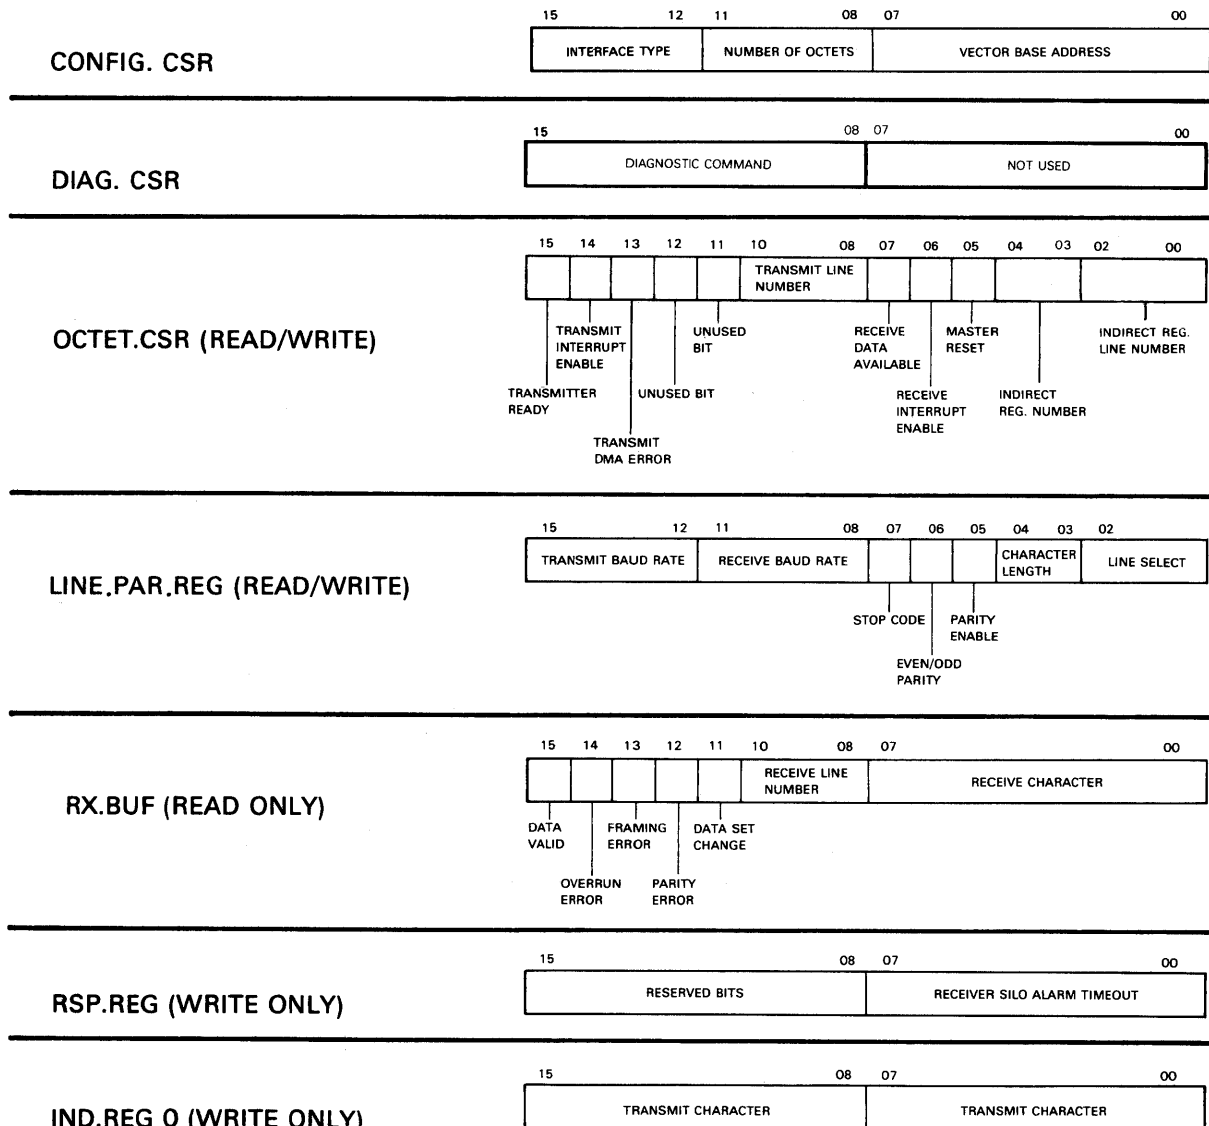 15 12 11 08 07 00
CONFIG. CSR
INTERFACE TYPE NUMBER OF OCTETS VECTOR BASE ADDRESS
15 08 07 00
DIAG. CSR
DIAGNOSTIC COMMAND NOT USED
15 14 13 12 11 10 08 07 06 05 04 03 02 00
TRANSMIT LINE
NUMBER
OCTET.CSR (READ/WRITE)
TRANSMIT
INTERRUPT
ENABLE
UNUSED
BIT
RECEIVE
DATA
AVAILABLE
MASTER
RESET
INDIRECT REG.
LINE NUMBER
TRANSMITTER
READY
UNUSED BIT
RECEIVE
INTERRUPT
ENABLE
INDIRECT
REG. NUMBER
TRANSMIT
DMA ERROR
15 12 11 08 07 06 05 04 03 02
LINE.PAR.REG (READ/WRITE)
TRANSMIT BAUD RATE RECEIVE BAUD RATE
CHARACTER
LENGTH
LINE SELECT
STOP CODE
PARITY
ENABLE
EVEN/ODD
PARITY
15 14 13 12 11 10 08 07 00
RX.BUF (READ ONLY)
RECEIVE LINE
NUMBER
RECEIVE CHARACTER
DATA
VALID
FRAMING
ERROR
DATA SET
CHANGE
OVERRUN
ERROR
PARITY
ERROR
15 08 07 00
RSP.REG (WRITE ONLY)
RESERVED BITS RECEIVER SILO ALARM TIMEOUT
15 08 07 00
IND.REG 0 (WRITE ONLY)
TRANSMIT CHARACTER TRANSMIT CHARACTER